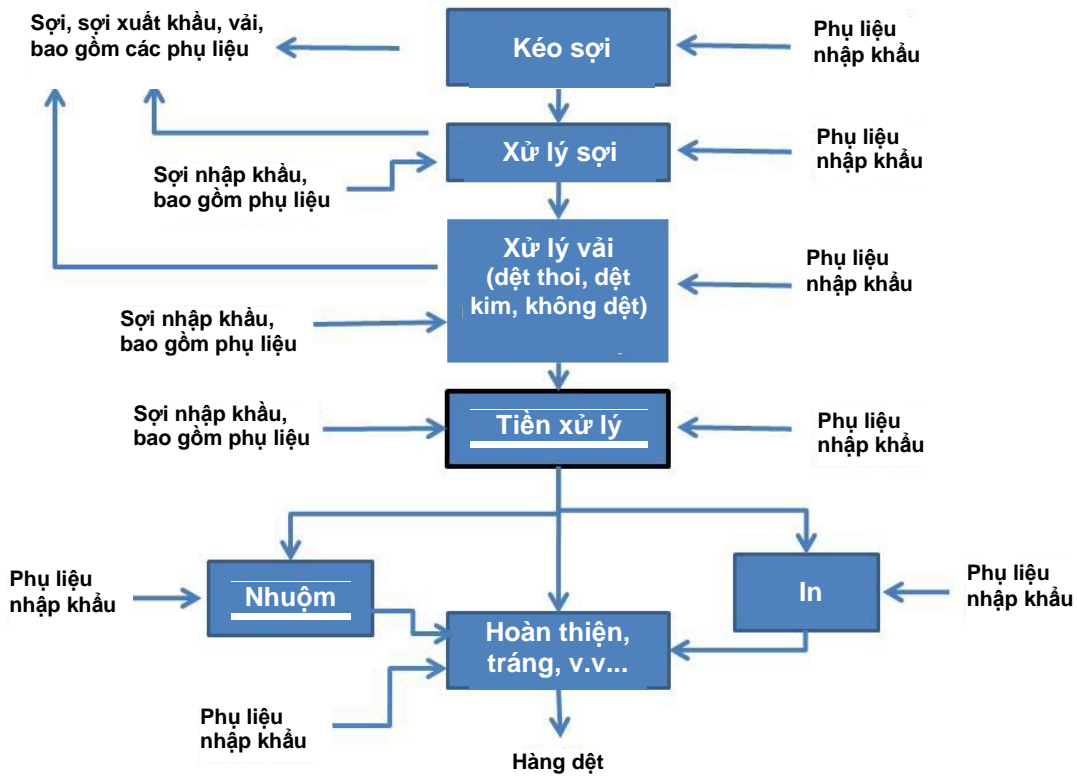 Sợi, sợi xuất khẩu, vải,
bao gồm các phụ liệu
Kéo sợi
Phụ liệu
nhập khẩu
Xử lý sợi
Phụ liệu
nhập khẩu
Sợi nhập khẩu,
bao gồm phụ liệu
Xử lý vải
(dệt thoi, dệt
kim, không dệt)
Phụ liệu
nhập khẩu
Sợi nhập khẩu,
bao gồm phụ liệu
Sợi nhập khẩu,
bao gồm phụ liệu
Tiền xử lý
Phụ liệu
nhập khẩu
Phụ liệu
nhập khẩu
Nhuộm
In
Phụ liệu
nhập khẩu
Hoàn thiện,
tráng, v.v...
Phụ liệu
nhập khẩu
Hàng dệt